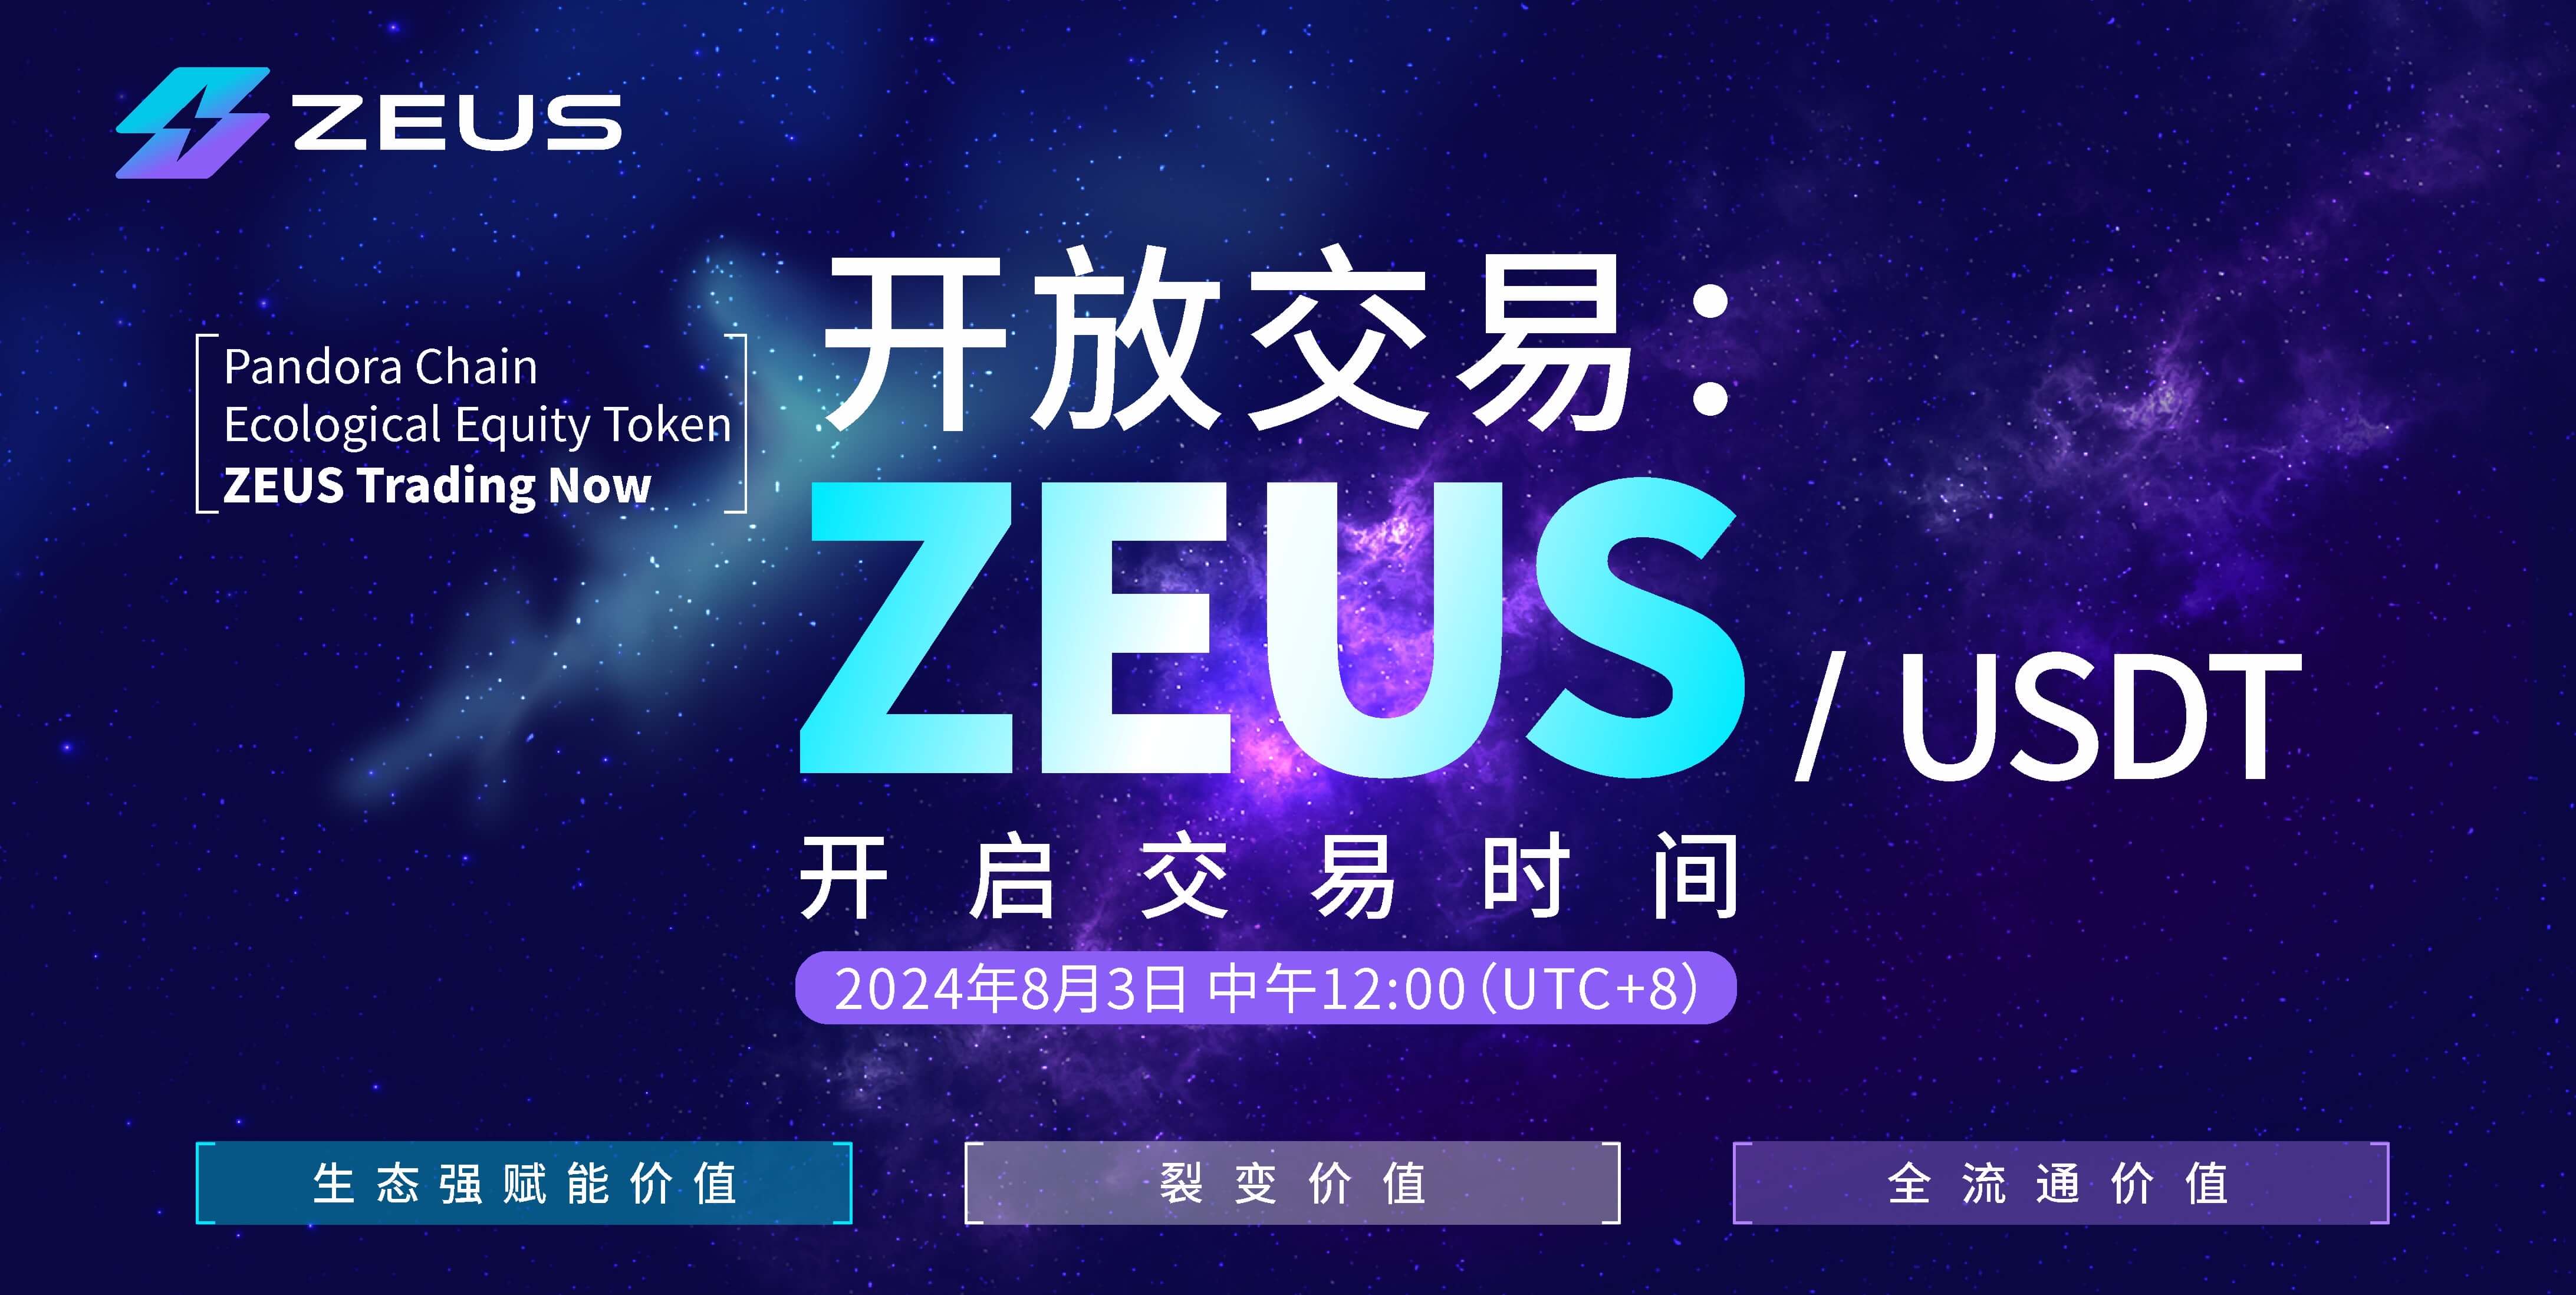 ZEUS
Pandora Chain
Ecological Equity Token
ZEUS Trading Now
开放交易：
ZEUS / USDT
开启交易时间
2024年8月3日 中午12:00（UTC+8）
生态强赋能价值
裂变价值
全流通价值